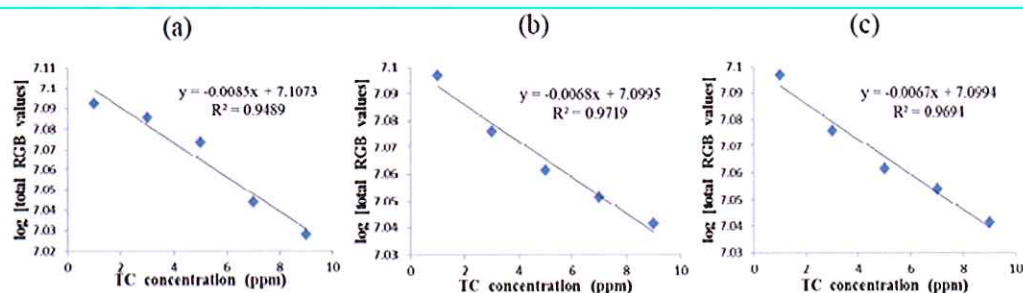 (a)
(b)
(c)
log [total RGB values]
7.11
7.1
7.09
7.08
7.07
7.06
7.05
7.04
7.03
7.02
y = -0.0085x + 7.1073
R² = 0.9489
0 2 4 6 8 10
TC concentration (ppm)
log [total RGB values]
7.1
7.09
7.08
7.07
7.06
7.05
7.04
7.03
y = -0.0068x + 7.0995
R² = 0.9719
0 2 4 6 8 10
TC concentration (ppm)
log [total RGB values]
7.1
7.09
7.08
7.07
7.06
7.05
7.04
7.03
y = -0.0067x + 7.0994
R² = 0.9691
0 2 4 6 8 10
TC concentration (ppm)